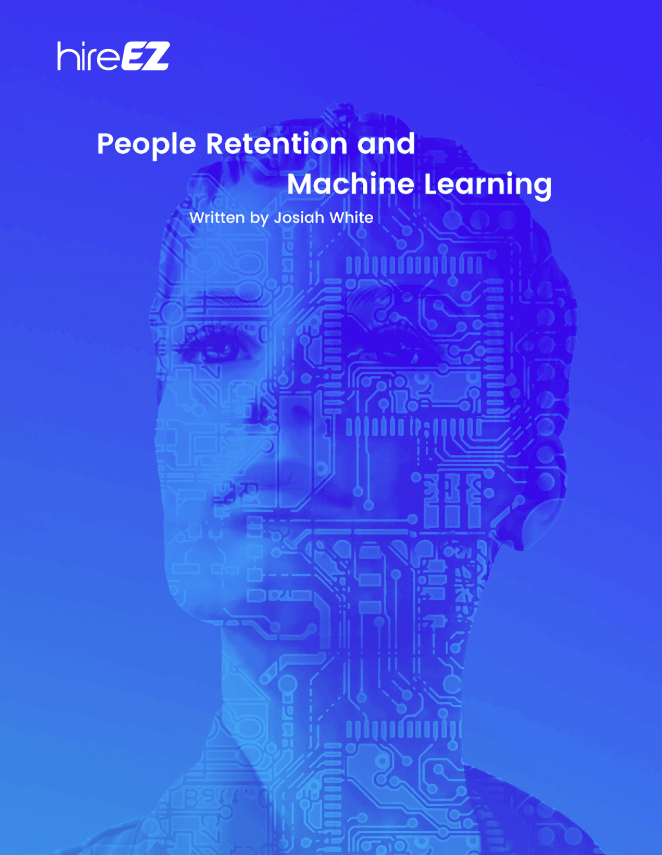 hireEZ
People Retention and
Machine Learning
Written by Josiah White